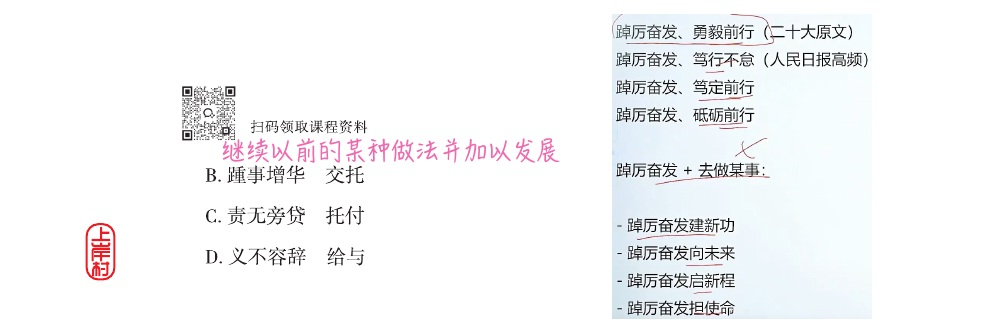 扫码领取课程资料
继续以前的某种做法并加以发展
B. 踵事增华 交托
C. 责无旁贷 托付
D. 义不容辞 给与
上岸村
踔厉奋发、勇毅前行（二十大原文）
踔厉奋发、笃行不怠（人民日报高频）
踔厉奋发、笃定前行
踔厉奋发、砥砺前行
踔厉奋发 + 去做某事：
- 踔厉奋发建新功
- 踔厉奋发向未来
- 踔厉奋发启新程
- 踔厉奋发担使命